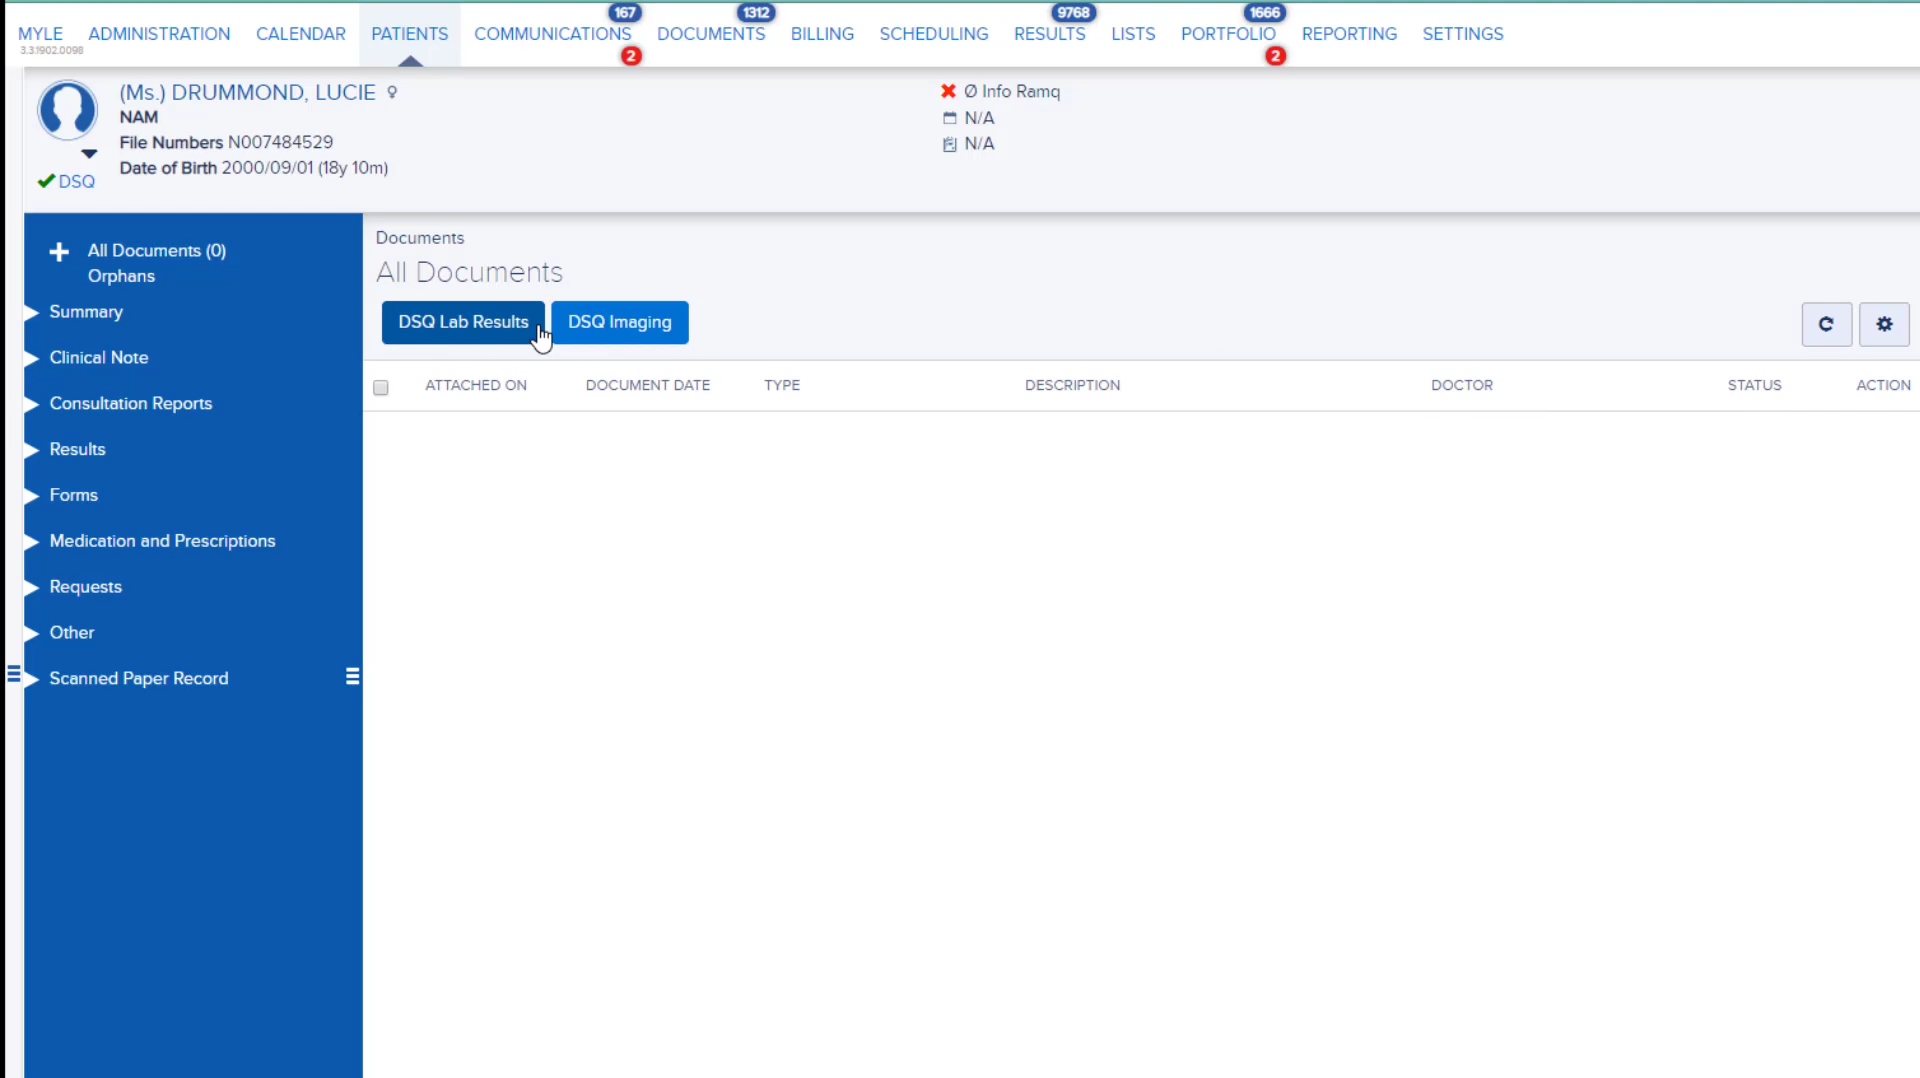 167 1312 9768 1666
MYLE ADMINISTRATION CALENDAR PATIENTS COMMUNICATIONS DOCUMENTS BILLING SCHEDULING RESULTS LISTS PORTFOLIO REPORTING SETTINGS
3.3.1902.0098
2 2
(Ms.) DRUMMOND, LUCIE ♀
NAM
File Numbers N007484529
Date of Birth 2000/09/01 (18y 10m)
DSQ
Ø Info Ramq
N/A
N/A
All Documents (0)
Orphans
Summary
Clinical Note
Consultation Reports
Results
Forms
Medication and Prescriptions
Requests
Other
Scanned Paper Record
Documents
All Documents
DSQ Lab Results DSQ Imaging
ATTACHED ON DOCUMENT DATE TYPE DESCRIPTION DOCTOR STATUS ACTION